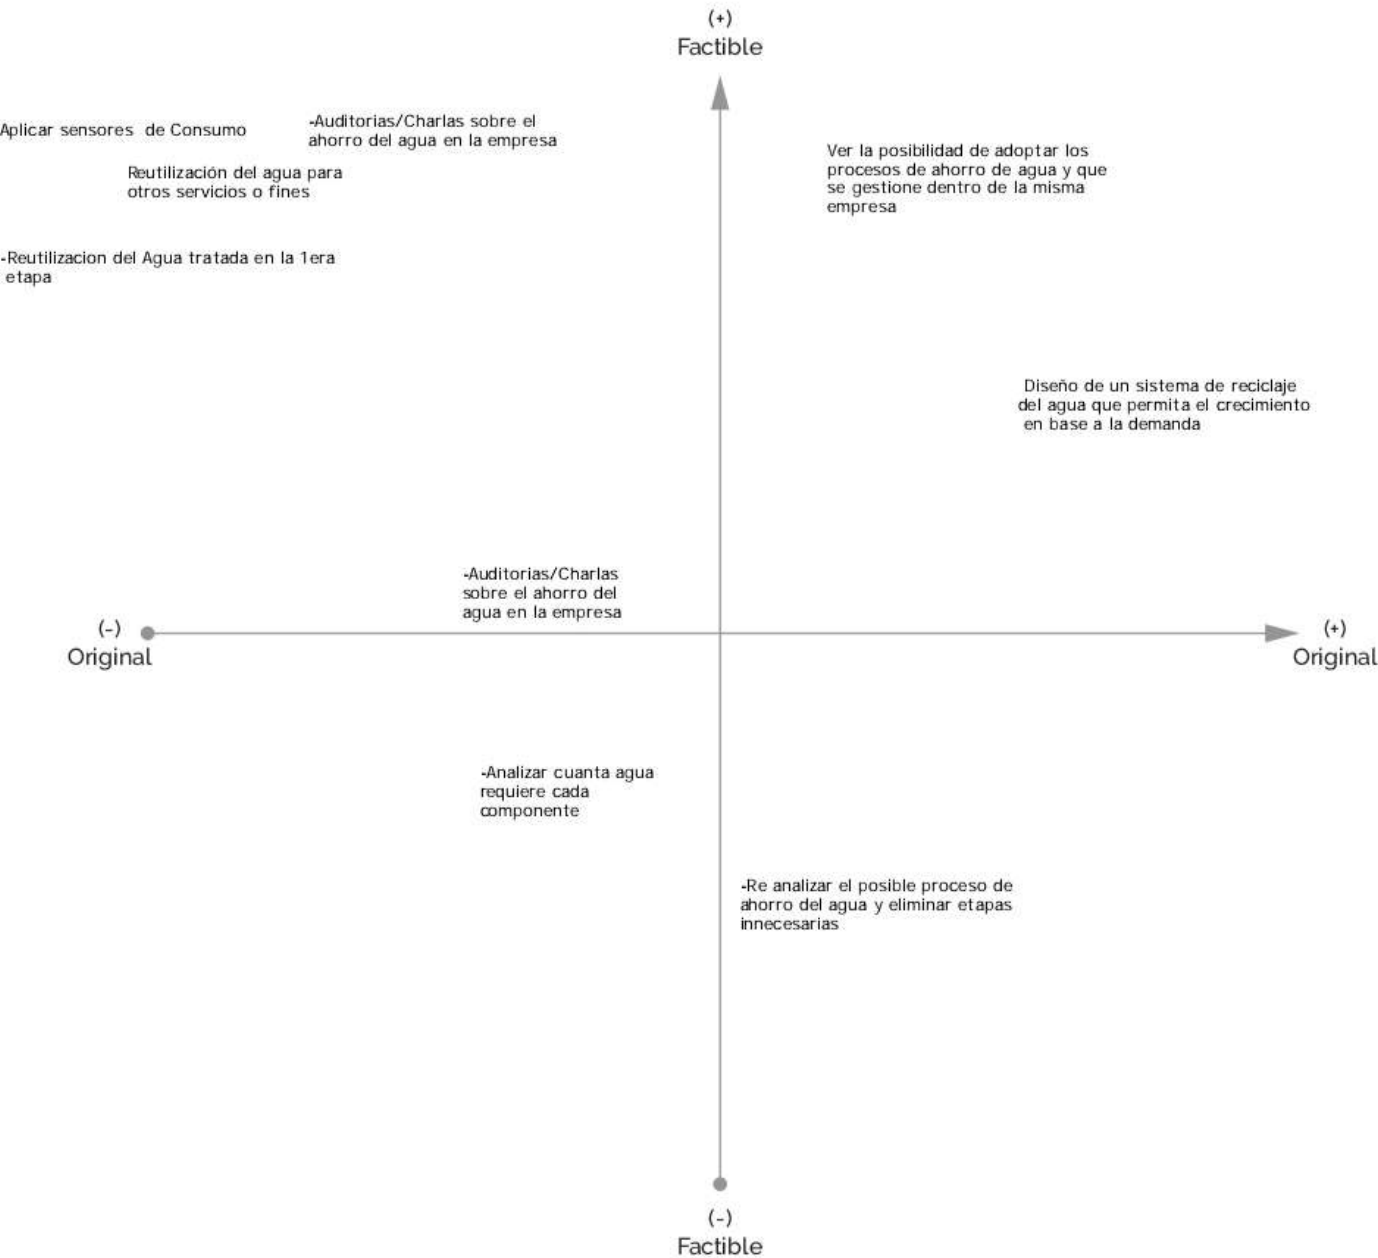 (+)
Factible
Aplicar sensores de Consumo
-Auditorias/Charlas sobre el
ahorro del agua en la empresa
Reutilización del agua para
otros servicios o fines
-Reutilizacion del Agua tratada en la 1era
etapa
Ver la posibilidad de adoptar los
procesos de ahorro de agua y que
se gestione dentro de la misma
empresa
Diseño de un sistema de reciclaje
del agua que permita el crecimiento
en base a la demanda
-Auditorias/Charlas
sobre el ahorro del
agua en la empresa
(-)
Original
(+)
Original
-Analizar cuanta agua
requiere cada
componente
-Re analizar el posible proceso de
ahorro del agua y eliminar etapas
innecesarias
(-)
Factible